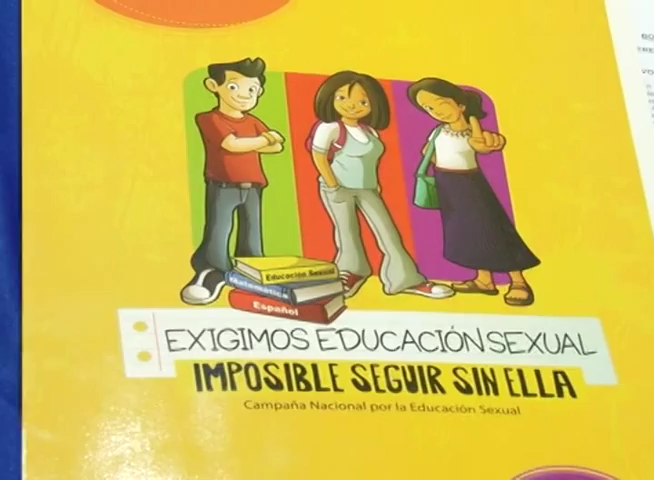 Educación Sexual
Matemática
Español
EXIGIMOS EDUCACIÓN SEXUAL
IMPOSIBLE SEGUIR SIN ELLA
Campaña Nacional por la Educación Sexual